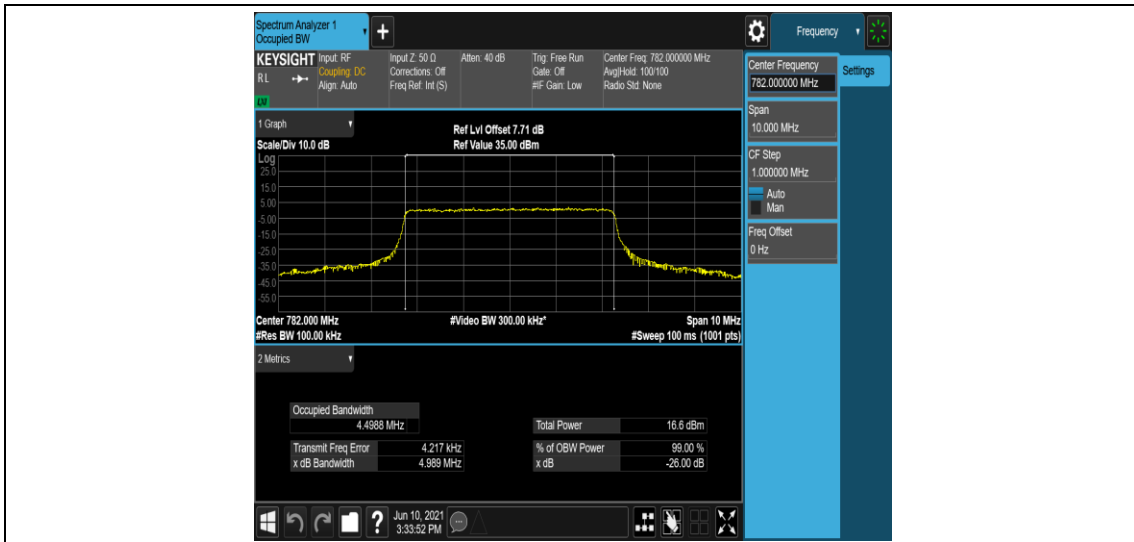 Spectrum Analyzer 1
Occupied BW
+
Frequency
KEYSIGHT Input: RF Input Z: 50 Ω Atten: 40 dB Trig: Free Run Center Freq: 782.000000 MHz
RL Coupling: DC Corrections: Off Gate: Off Avg|Hold: 100/100
Align: Auto Freq Ref: Int (S) #IF Gain: Low Radio Std: None
LW
Center Frequency
782.000000 MHz
Settings
Span
10.000 MHz
CF Step
1.000000 MHz
Auto
Man
Freq Offset
0 Hz
1 Graph
Ref Lvl Offset 7.71 dB
Scale/Div 10.0 dB Ref Value 35.00 dBm
Log
25.0
15.0
5.00
-5.00
-15.0
-25.0
-35.0
-45.0
-55.0
Center 782.000 MHz #Video BW 300.00 kHz* Span 10 MHz
#Res BW 100.00 kHz #Sweep 100 ms (1001 pts)
2 Metrics
Occupied Bandwidth
4.4988 MHz
Total Power 16.6 dBm
Transmit Freq Error 4.217 kHz % of OBW Power 99.00 %
x dB Bandwidth 4.989 MHz x dB -26.00 dB
? Jun 10, 2021
3:33:52 PM